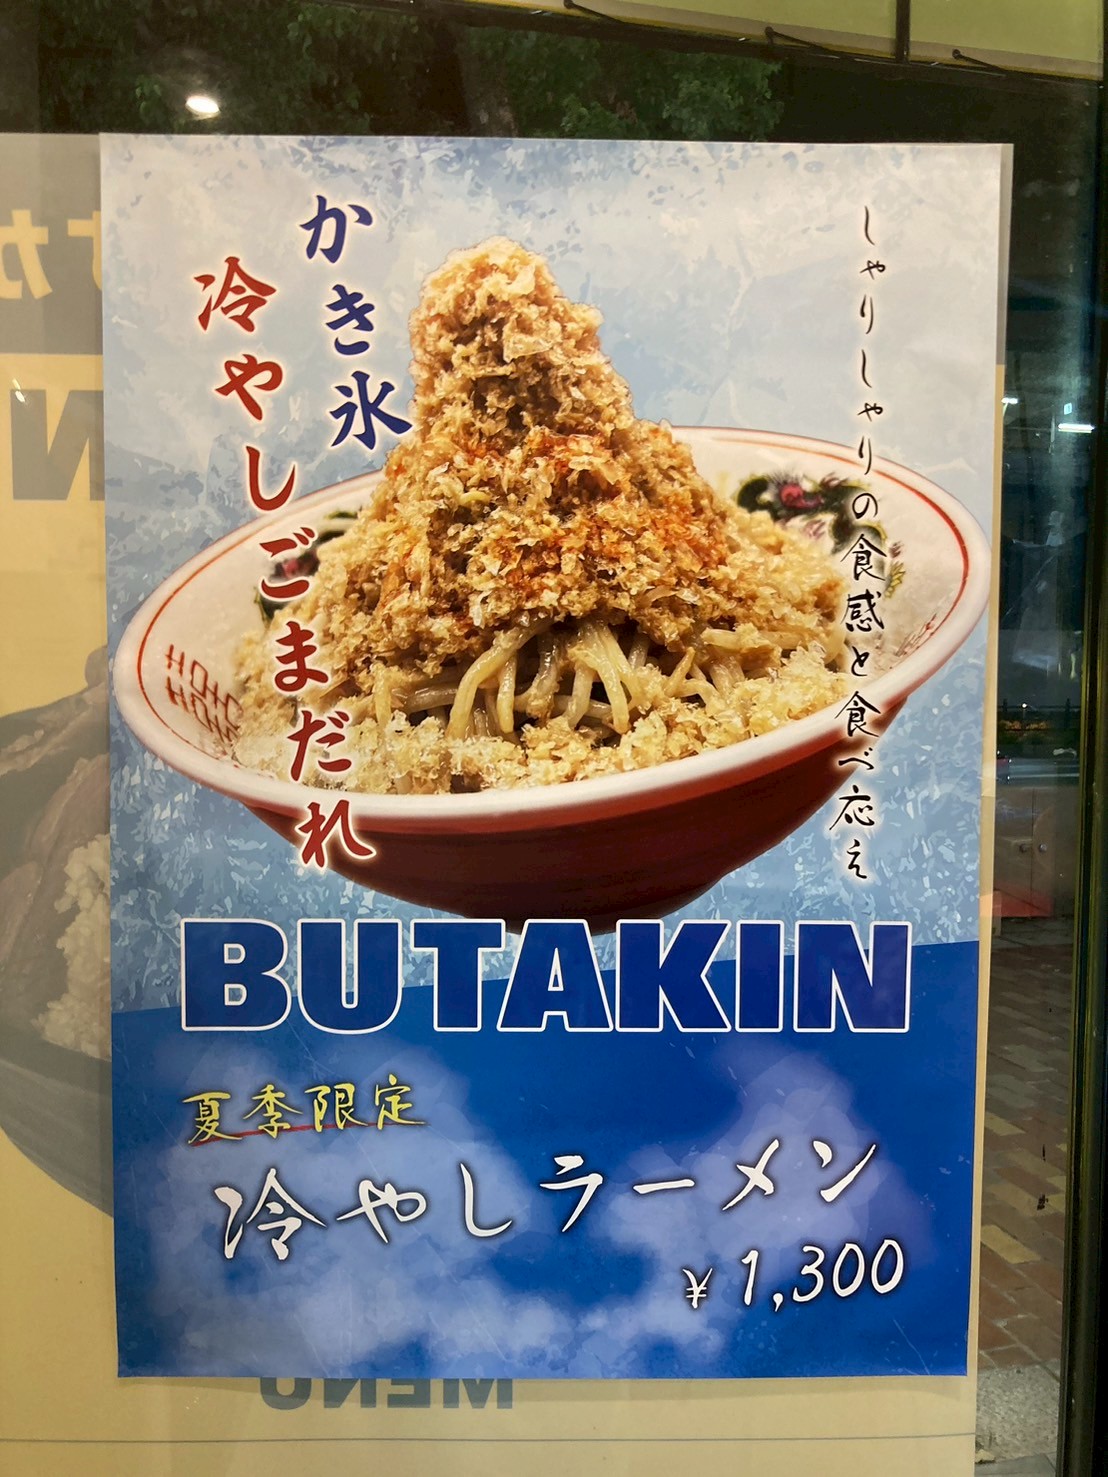 しゃりしゃりの食感と食べ応え
かき氷
冷やしごまだれ
BUTAKIN
夏季限定
冷やしラーメン
¥1,300
MENU